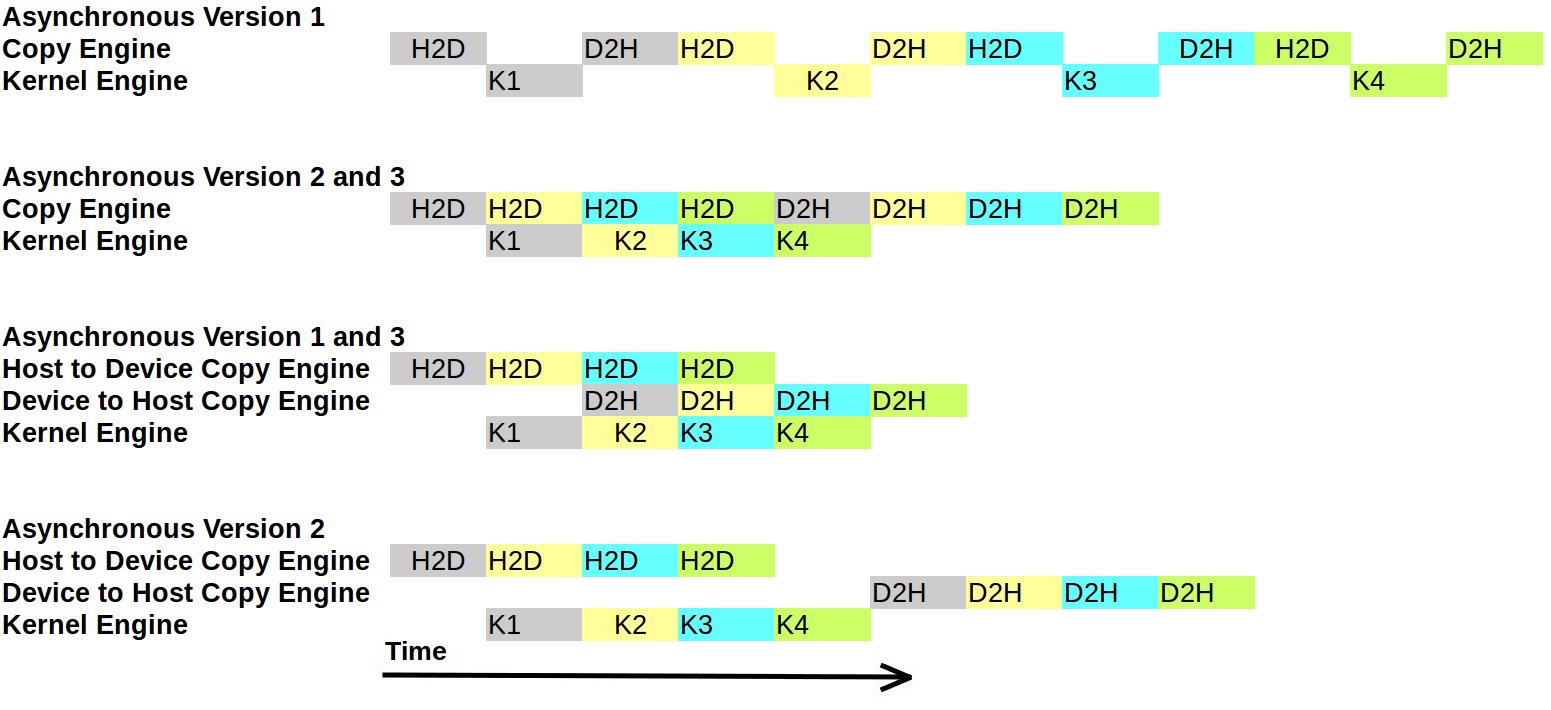 Asynchronous Version 1
Copy Engine H2D D2H H2D D2H H2D D2H H2D D2H
Kernel Engine K1 K2 K3 K4
Asynchronous Version 2 and 3
Copy Engine H2D H2D H2D H2D D2H D2H D2H D2H
Kernel Engine K1 K2 K3 K4
Asynchronous Version 1 and 3
Host to Device Copy Engine H2D H2D H2D H2D
Device to Host Copy Engine D2H D2H D2H D2H
Kernel Engine K1 K2 K3 K4
Asynchronous Version 2
Host to Device Copy Engine H2D H2D H2D H2D
Device to Host Copy Engine D2H D2H D2H D2H
Kernel Engine K1 K2 K3 K4
Time